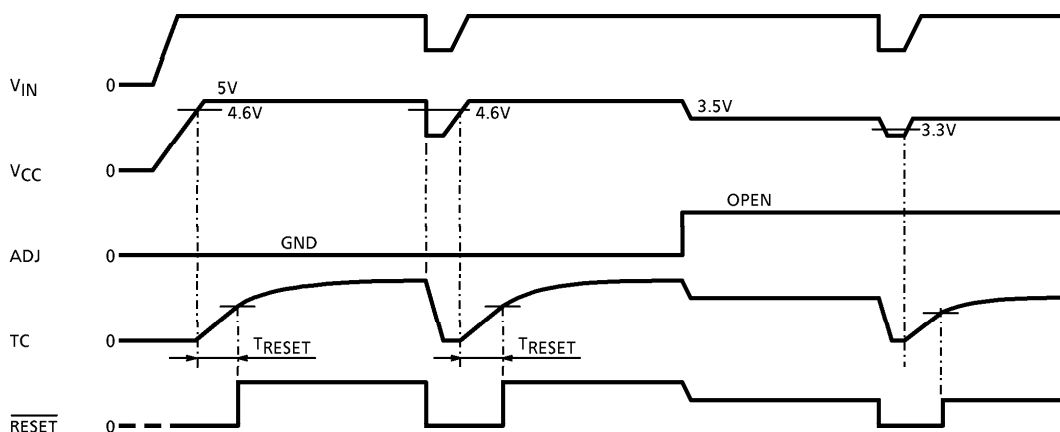 VIN 0
5V
4.6V 4.6V 3.5V 3.3V
VCC 0
OPEN
GND
ADJ 0
TC 0
TRESET TRESET
RESET 0